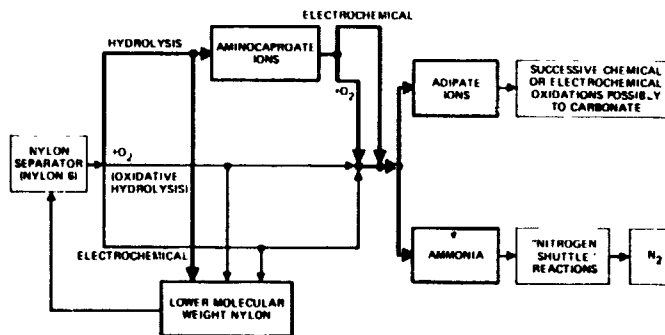 ELECTROCHEMICAL
HYDROLYSIS
AMINOCAPROATE
IONS
+O2
ADIPATE
IONS
SUCCESSIVE CHEMICAL
OR ELECTROCHEMICAL
OXIDATIONS POSSIBLY
TO CARBONATE
NYLON
SEPARATOR
(NYLON 6)
+O2
(OXIDATIVE
HYDROLYSIS)
ELECTROCHEMICAL
AMMONIA
"NITROGEN
SHUTTLE"
REACTIONS
N2
LOWER MOLECULAR
WEIGHT NYLON